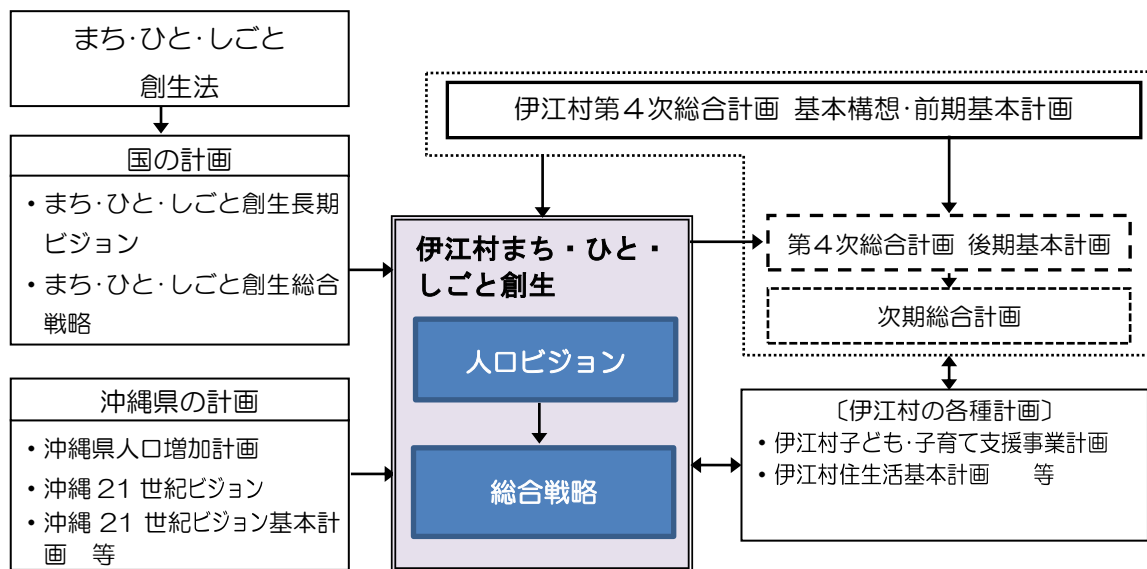 まち・ひと・しごと
創生法
国の計画
・まち・ひと・しごと創生長期
ビジョン
・まち・ひと・しごと創生総合
戦略
沖縄県の計画
・沖縄県人口増加計画
・沖縄 21 世紀ビジョン
・沖縄 21 世紀ビジョン基本計
画　等
伊江村まち・ひと・
しごと創生
人口ビジョン
総合戦略
伊江村第４次総合計画 基本構想・前期基本計画
第４次総合計画 後期基本計画
次期総合計画
〔伊江村の各種計画〕
・伊江村子ども・子育て支援事業計画
・伊江村住生活基本計画　等